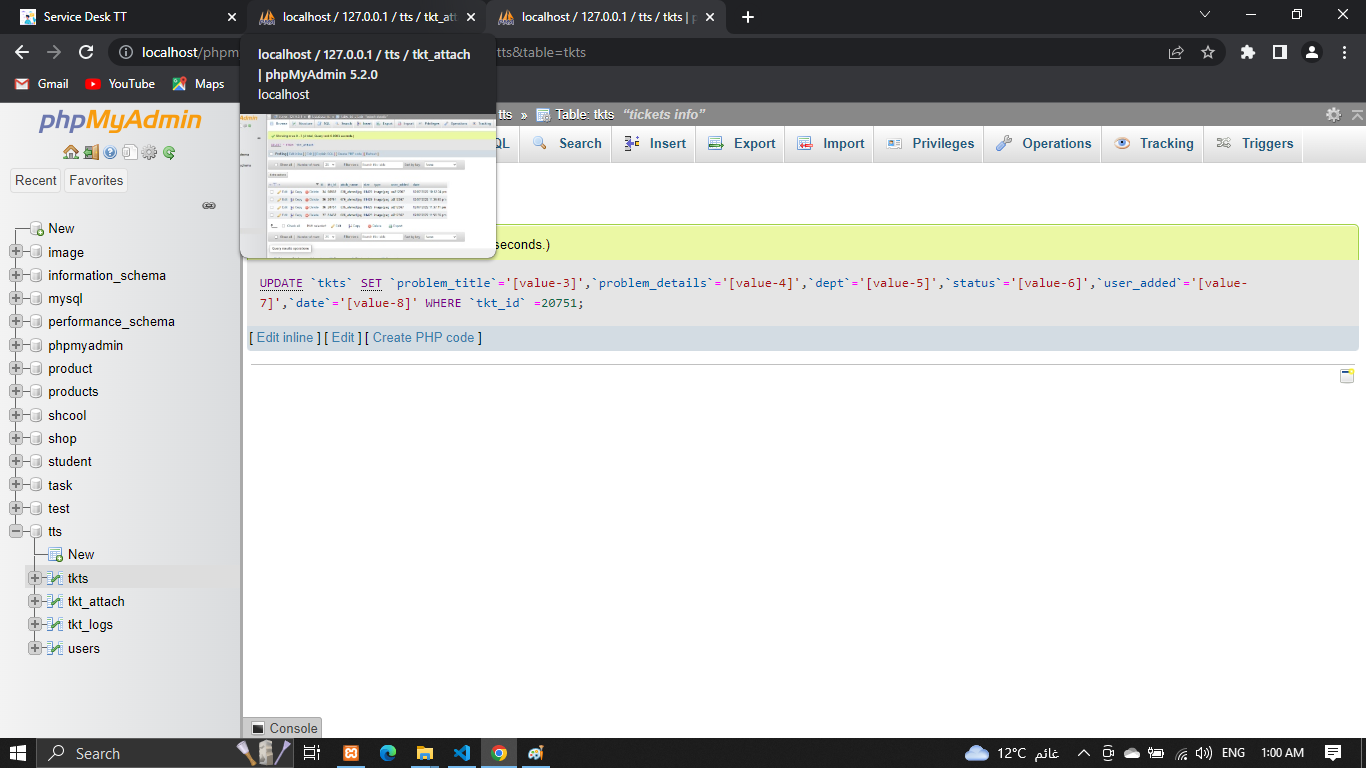 Service Desk TT
localhost / 127.0.0.1 / tts / tkt_att
localhost / 127.0.0.1 / tts / tkts | p
localhost/phpm
tts&table=tkts
localhost / 127.0.0.1 / tts / tkt_attach
| phpMyAdmin 5.2.0
localhost
Gmail
YouTube
Maps
phpMyAdmin
Recent
Favorites
tts » Table: tkts "tickets info"
QL
Search
Insert
Export
Import
Privileges
Operations
Tracking
Triggers
seconds.)
UPDATE `tkts` SET `problem_title`='[value-3]',`problem_details`='[value-4]',`dept`='[value-5]',`status`='[value-6]',`user_added`='[value-
7]',`date`='[value-8]' WHERE `tkt_id` =20751;
[ Edit inline ] [ Edit ] [ Create PHP code ]
New
image
information_schema
mysql
performance_schema
phpmyadmin
product
products
shcool
shop
student
task
test
tts
New
tkts
tkt_attach
tkt_logs
users
Console
Search
12°C غائم
ENG
1:00 AM